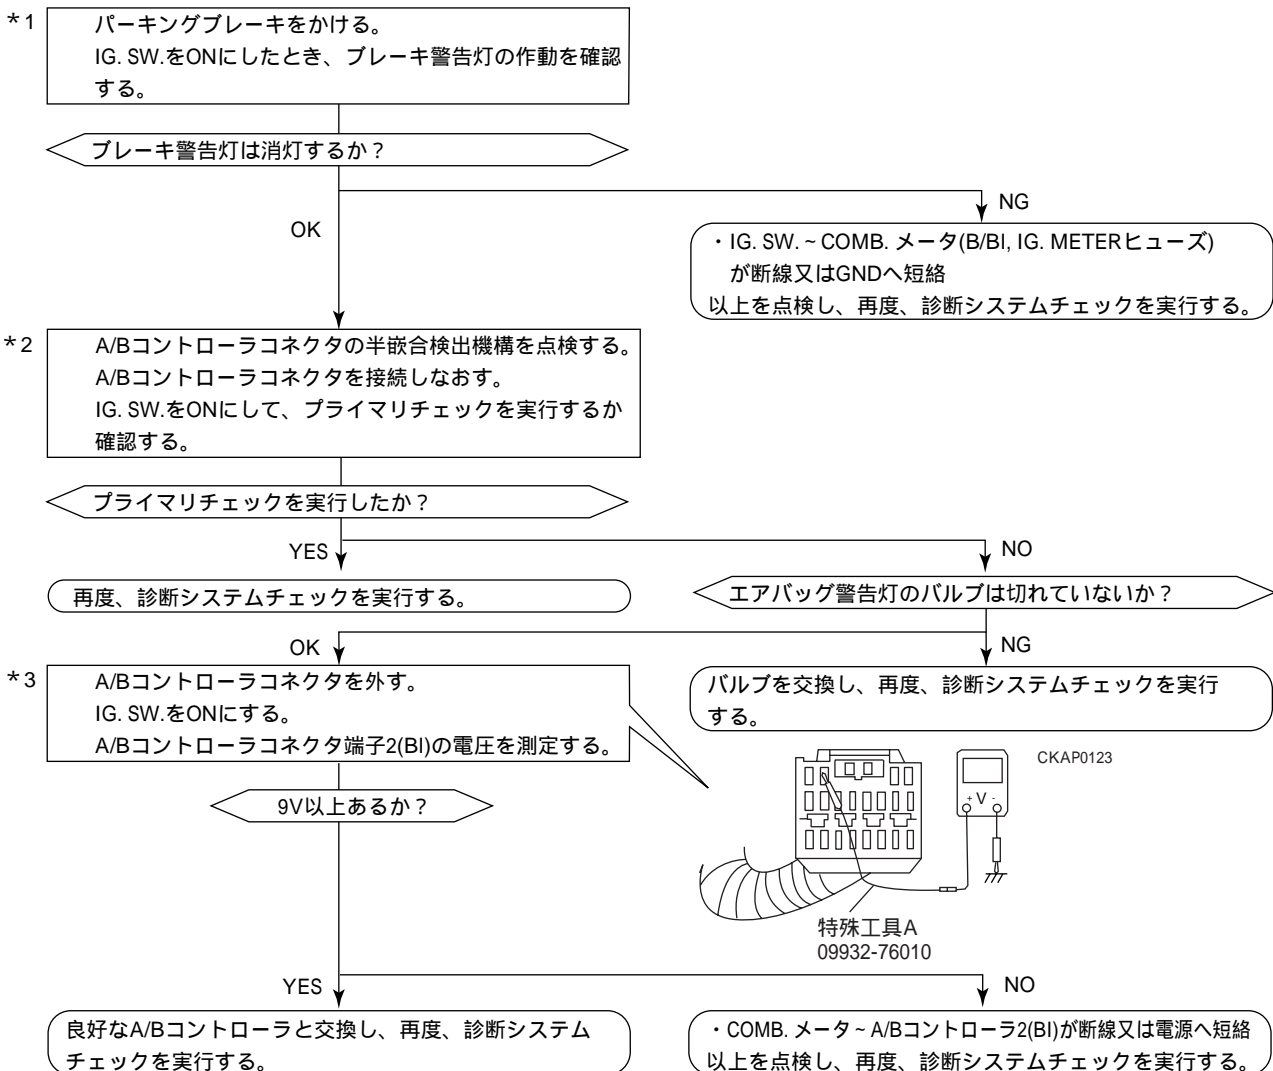 *1
パーキングブレーキをかける。
IG. SW.をONにしたとき、ブレーキ警告灯の作動を確認
する。
ブレーキ警告灯は消灯するか？
OK
NG
・IG. SW. ~ COMB. メータ(B/Bl, IG. METERヒューズ)
が断線又はGNDへ短絡
以上を点検し、再度、診断システムチェックを実行する。
*2
A/Bコントローラコネクタの半嵌合検出機構を点検する。
A/Bコントローラコネクタを接続しなおす。
IG. SW.をONにして、プライマリチェックを実行するか
確認する。
プライマリチェックを実行したか？
YES
NO
再度、診断システムチェックを実行する。
エアバッグ警告灯のバルブは切れていないか？
OK
NG
*3
A/Bコントローラコネクタを外す。
IG. SW.をONにする。
A/Bコントローラコネクタ端子2(Bl)の電圧を測定する。
バルブを交換し、再度、診断システムチェックを実行
する。
9V以上あるか？
CKAP0123
+ V -
特殊工具A
09932-76010
YES
NO
良好なA/Bコントローラと交換し、再度、診断システム
チェックを実行する。
・COMB. メータ ~ A/Bコントローラ2(Bl)が断線又は電源へ短絡
以上を点検し、再度、診断システムチェックを実行する。